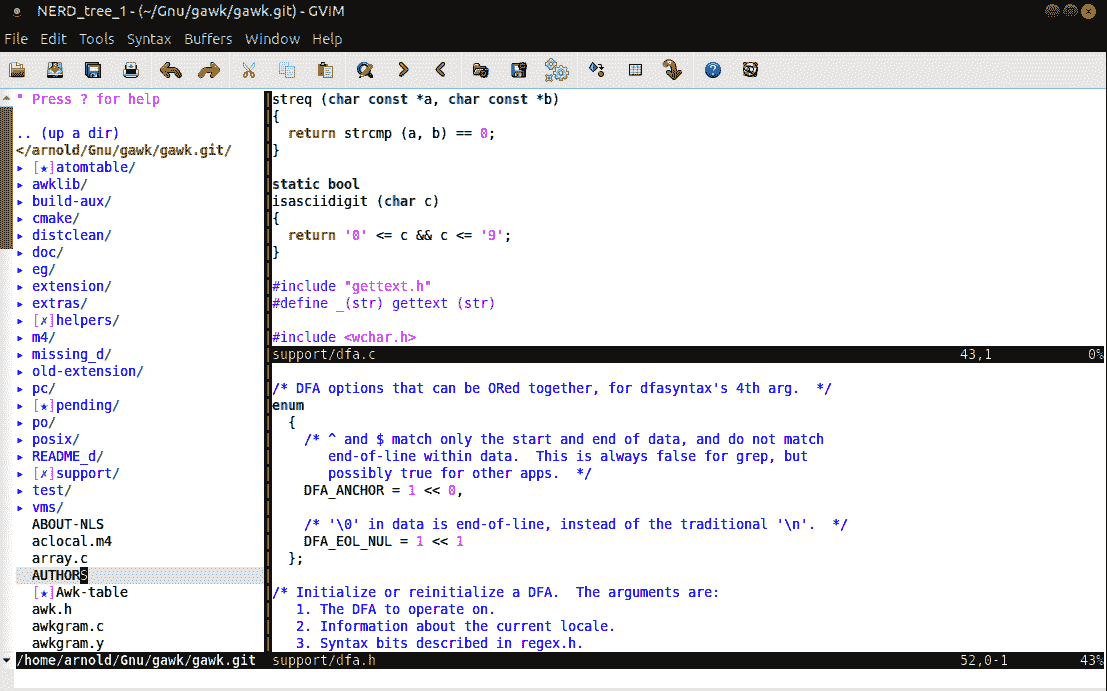 NERD_tree_1 - (~/Gnu/gawk/gawk.git) - GVIM
File Edit Tools Syntax Buffers Window Help
" Press ? for help
.. (up a dir)
</arnold/Gnu/gawk/gawk.git/
▸ [★]atomtable/
▸ awklib/
▸ build-aux/
▸ cmake/
▸ distclean/
▸ doc/
▸ eg/
▸ extension/
▸ extras/
▸ [✗]helpers/
▸ m4/
▸ missing_d/
▸ old-extension/
▸ pc/
▸ [★]pending/
▸ po/
▸ posix/
▸ README_d/
▸ [✗]support/
▸ test/
▸ vms/
ABOUT-NLS
aclocal.m4
array.c
AUTHORS
[★]Awk-table
awk.h
awkgram.c
awkgram.y
/home/arnold/Gnu/gawk/gawk.git
streq (char const *a, char const *b)
{
return strcmp (a, b) == 0;
}
static bool
isasciidigit (char c)
{
return '0' <= c && c <= '9';
}
#include "gettext.h"
#define _(str) gettext (str)
#include <wchar.h>
support/dfa.c 43,1 0%
/* DFA options that can be ORed together, for dfasyntax's 4th arg.  */
enum
{
/* ^ and $ match only the start and end of data, and do not match
end-of-line within data.  This is always false for grep, but
possibly true for other apps.  */
DFA_ANCHOR = 1 << 0,
/* '\0' in data is end-of-line, instead of the traditional '\n'.  */
DFA_EOL_NUL = 1 << 1
};
/* Initialize or reinitialize a DFA.  The arguments are:
1. The DFA to operate on.
2. Information about the current locale.
3. Syntax bits described in regex.h.
support/dfa.h 52,0-1 43%